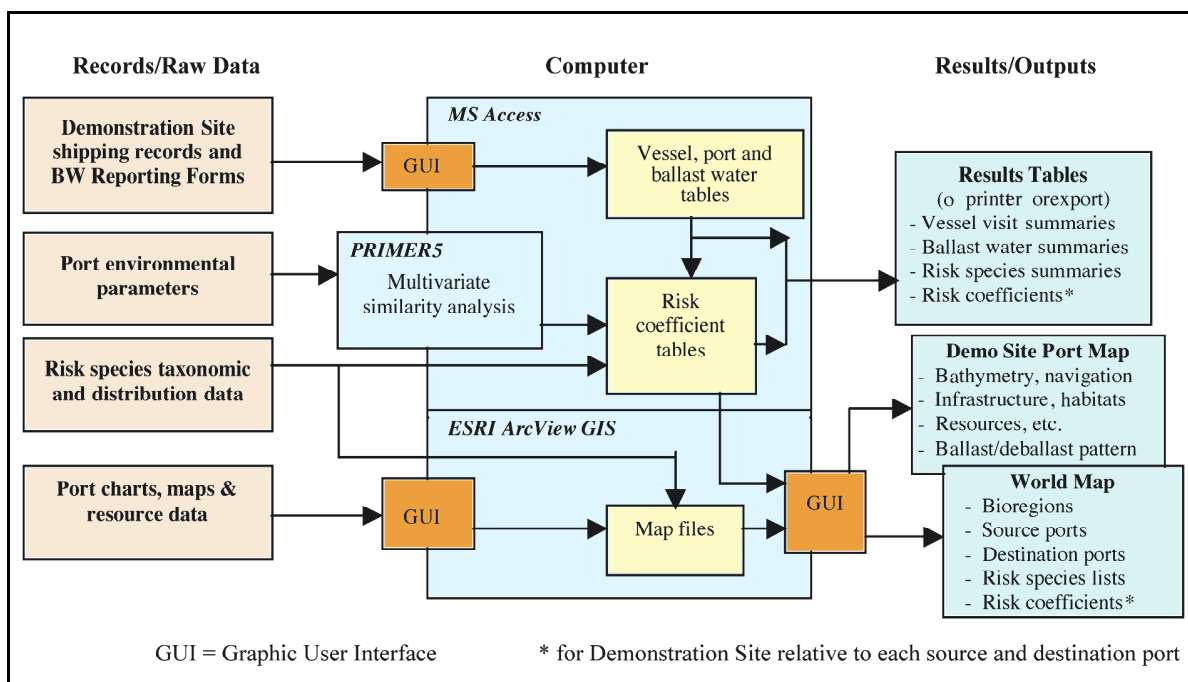 Records/Raw Data
Computer
Results/Outputs
Demonstration Site
shipping records and
BW Reporting Forms
Port environmental
parameters
Risk species taxonomic
and distribution data
Port charts, maps &
resource data
MS Access
GUI
Vessel, port and
ballast water
tables
PRIMER5
Multivariate
similarity analysis
Risk
coefficient
tables
ESRI ArcView GIS
GUI
Map files
GUI
Results Tables
(o printter orexport)
- Vessel visit summaries
- Ballast water summaries
- Risk species summaries
- Risk coefficients*
Demo Site Port Map
- Bathymetry, navigation
- Infrastructure, habitats
- Resources, etc.
- Ballast/deballast pattern
World Map
- Bioregions
- Source ports
- Destination ports
- Risk species lists
- Risk coefficients*
GUI = Graphic User Interface
* for Demonstration Site relative to each source and destination port